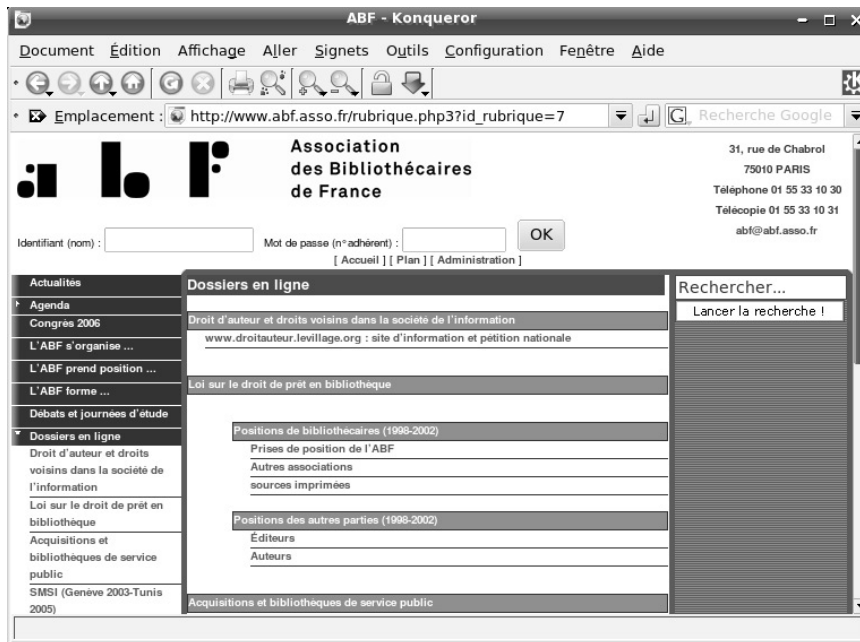 ABF - Konqueror
Document Édition Affichage Aller Signets Outils Configuration Fenêtre Aide
Emplacement : http://www.abf.asso.fr/rubrique.php3?id_rubrique=7 G Recherche Google
abf
Association
des Bibliothécaires
de France
31, rue de Chabrol
75010 PARIS
Téléphone 01 55 33 10 30
Télécopie 01 55 33 10 31
abf@abf.asso.fr
Identifiant (nom) : Mot de passe (n° adhérent) : OK
[ Accueil ] [ Plan ] [ Administration ]
Actualités
Agenda
Congrès 2006
L'ABF s'organise ...
L'ABF prend position ...
L'ABF forme ...
Débats et journées d'étude
Dossiers en ligne
Droit d'auteur et droits
voisins dans la société de
l'information
Loi sur le droit de prêt en
bibliothèque
Acquisitions et
bibliothèques de service
public
SMSI (Genève 2003-Tunis
2005)
Dossiers en ligne
Droit d'auteur et droits voisins dans la société de l'information
www.droitauteur.levillage.org : site d'information et pétition nationale
Loi sur le droit de prêt en bibliothèque
Positions de bibliothécaires (1998-2002)
Prises de position de l'ABF
Autres associations
sources imprimées
Positions des autres parties (1998-2002)
Éditeurs
Auteurs
Acquisitions et bibliothèques de service public
Rechercher...
Lancer la recherche !